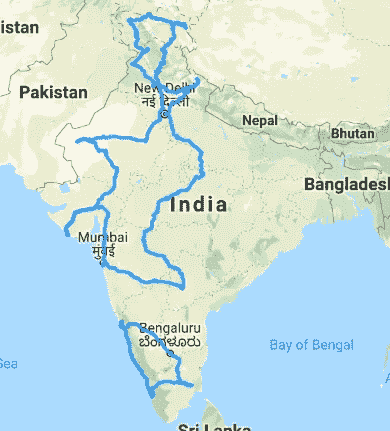 istan
Pakistan
New Delhi
नई दिल्ली
Nepal
Bhutan
Bangladesh
India
Mumbai
मुंबई
Bengaluru
ಬೆಂಗಳೂರು
Bay of Bengal
Sea
Sri Lanka